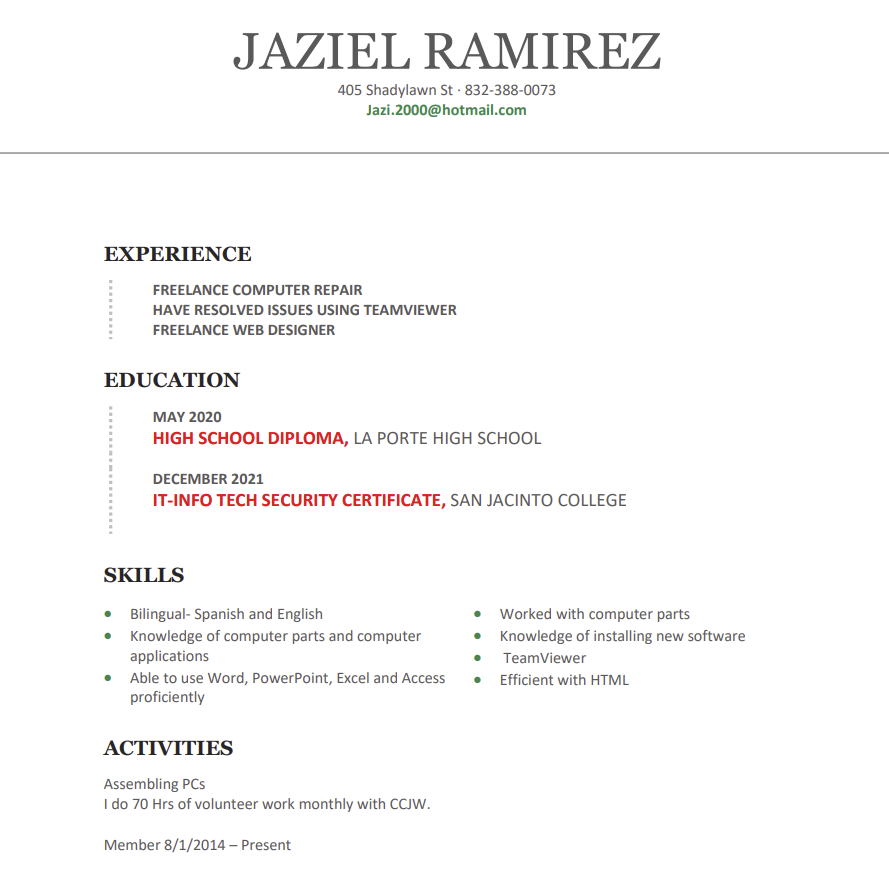 JAZIEL RAMIREZ
405 Shadylawn St · 832-388-0073
Jazi.2000@hotmail.com
EXPERIENCE
FREELANCE COMPUTER REPAIR
HAVE RESOLVED ISSUES USING TEAMVIEWER
FREELANCE WEB DESIGNER
EDUCATION
MAY 2020
HIGH SCHOOL DIPLOMA, LA PORTE HIGH SCHOOL
DECEMBER 2021
IT-INFO TECH SECURITY CERTIFICATE, SAN JACINTO COLLEGE
SKILLS
• Bilingual- Spanish and English
• Knowledge of computer parts and computer
applications
• Able to use Word, PowerPoint, Excel and Access
proficiently
• Worked with computer parts
• Knowledge of installing new software
• TeamViewer
• Efficient with HTML
ACTIVITIES
Assembling PCs
I do 70 Hrs of volunteer work monthly with CCJW.
Member 8/1/2014 – Present